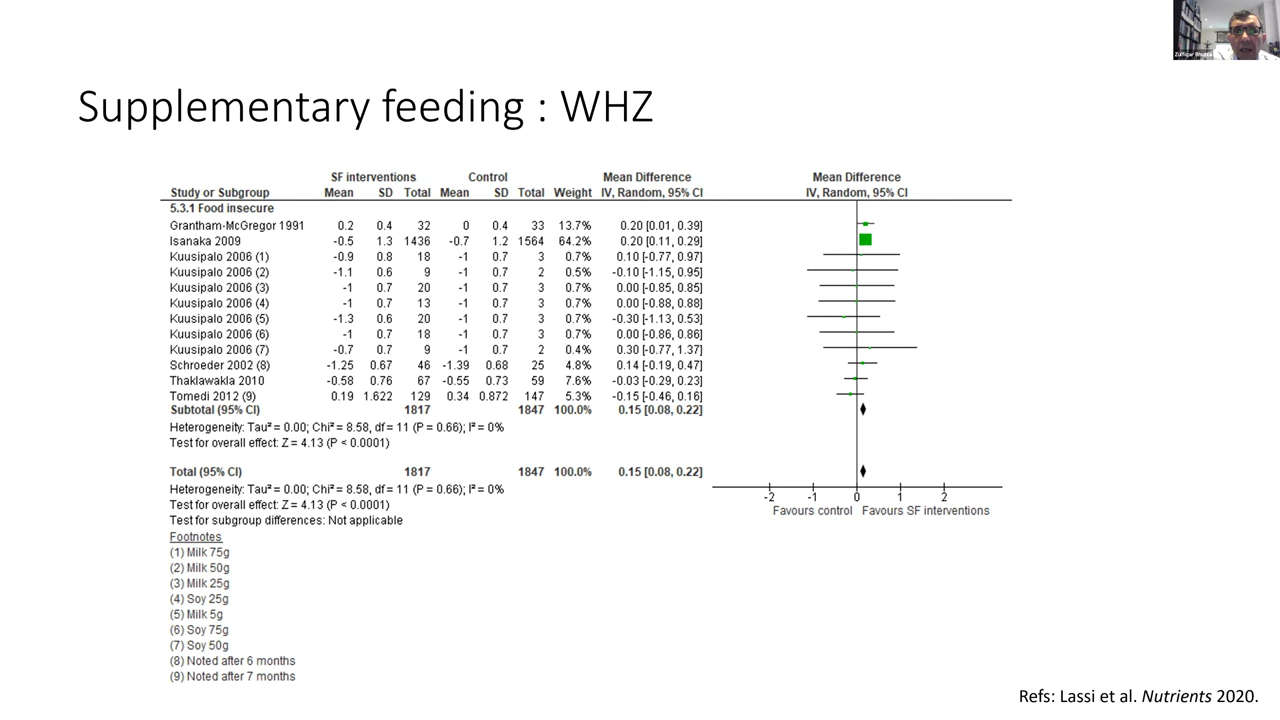 Zulfiqar Bhutta
Supplementary feeding : WHZ
SF interventions Control Mean Difference Mean Difference
Study or Subgroup Mean SD Total Mean SD Total Weight IV, Random, 95% CI IV, Random, 95% CI
5.3.1 Food insecure
Grantham-McGregor 1991 0.2 0.4 32 0 0.4 33 13.7% 0.20 [0.01, 0.39]
Isanaka 2009 -0.5 1.3 1436 -0.7 1.2 1564 64.2% 0.20 [0.11, 0.29]
Kuusipalo 2006 (1) -0.9 0.8 18 -1 0.7 3 0.7% 0.10 [-0.77, 0.97]
Kuusipalo 2006 (2) -1.1 0.6 9 -1 0.7 2 0.5% -0.10 [-1.15, 0.95]
Kuusipalo 2006 (3) -1 0.7 20 -1 0.7 3 0.7% 0.00 [-0.85, 0.85]
Kuusipalo 2006 (4) -1 0.7 13 -1 0.7 3 0.7% 0.00 [-0.88, 0.88]
Kuusipalo 2006 (5) -1.3 0.6 20 -1 0.7 3 0.7% -0.30 [-1.13, 0.53]
Kuusipalo 2006 (6) -1 0.7 18 -1 0.7 3 0.7% 0.00 [-0.86, 0.86]
Kuusipalo 2006 (7) -0.7 0.7 9 -1 0.7 2 0.4% 0.30 [-0.77, 1.37]
Schroeder 2002 (8) -1.25 0.67 46 -1.39 0.68 25 4.8% 0.14 [-0.19, 0.47]
Thaklawakla 2010 -0.58 0.76 67 -0.55 0.73 59 7.6% -0.03 [-0.29, 0.23]
Tomedi 2012 (9) 0.19 1.622 129 0.34 0.872 147 5.3% -0.15 [-0.46, 0.16]
Subtotal (95% CI) 1817 1847 100.0% 0.15 [0.08, 0.22]
Heterogeneity: Tau² = 0.00; Chi² = 8.58, df = 11 (P = 0.66); I² = 0%
Test for overall effect: Z = 4.13 (P < 0.0001)
Total (95% CI) 1817 1847 100.0% 0.15 [0.08, 0.22]
Heterogeneity: Tau² = 0.00; Chi² = 8.58, df = 11 (P = 0.66); I² = 0%
Test for overall effect: Z = 4.13 (P < 0.0001)
Test for subgroup differences: Not applicable
-2 -1 0 1 2
Favours control Favours SF interventions
Footnotes
(1) Milk 75g
(2) Milk 50g
(3) Milk 25g
(4) Soy 25g
(5) Milk 5g
(6) Soy 75g
(7) Soy 50g
(8) Noted after 6 months
(9) Noted after 7 months
Refs: Lassi et al. Nutrients 2020.